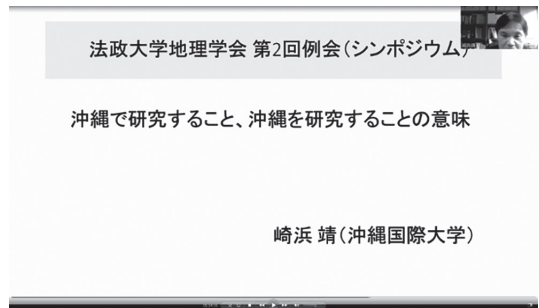 法政大学地理学会 第2回例会(シンポジウム)
沖縄で研究すること、沖縄を研究することの意味
崎浜 靖(沖縄国際大学)